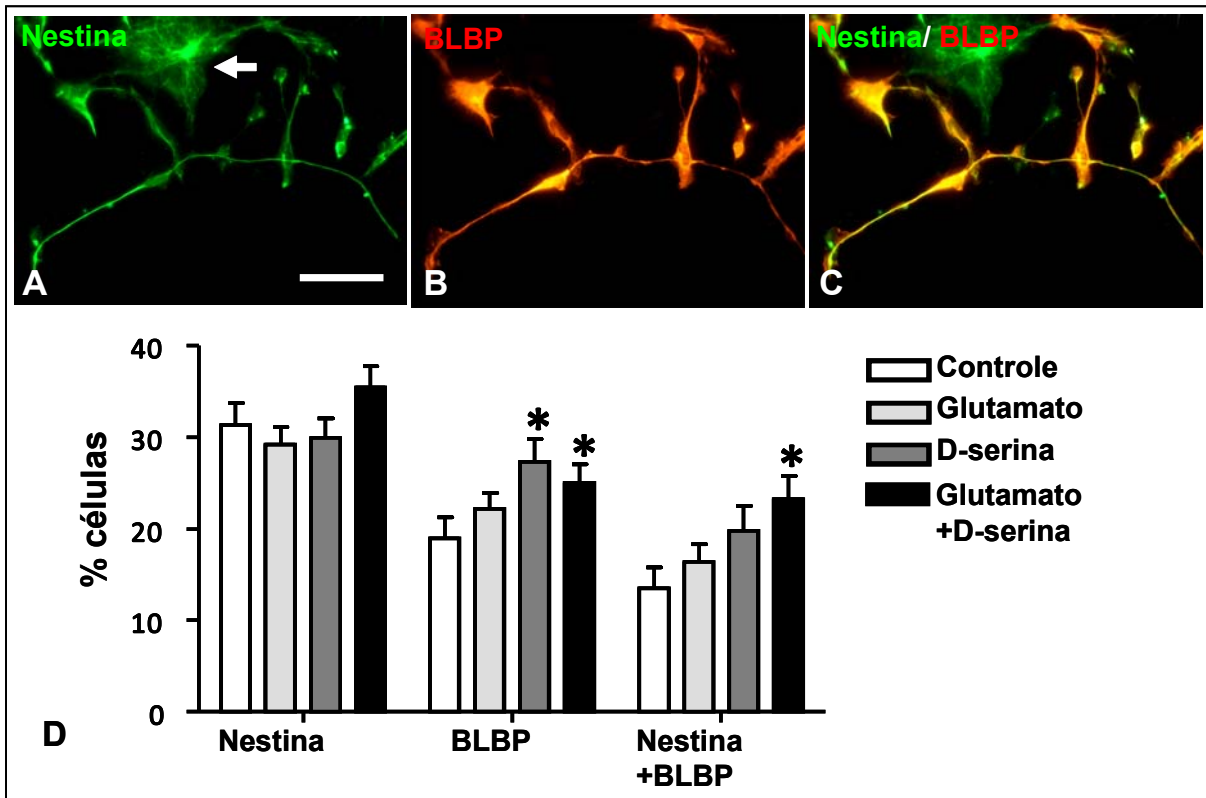 Nestina
BLBP
Nestina/ BLBP
A
B
C
40
30
20
10
0
% células
* * *
Controle
Glutamato
D-serina
Glutamato
+D-serina
D
Nestina
BLBP
Nestina
+BLBP